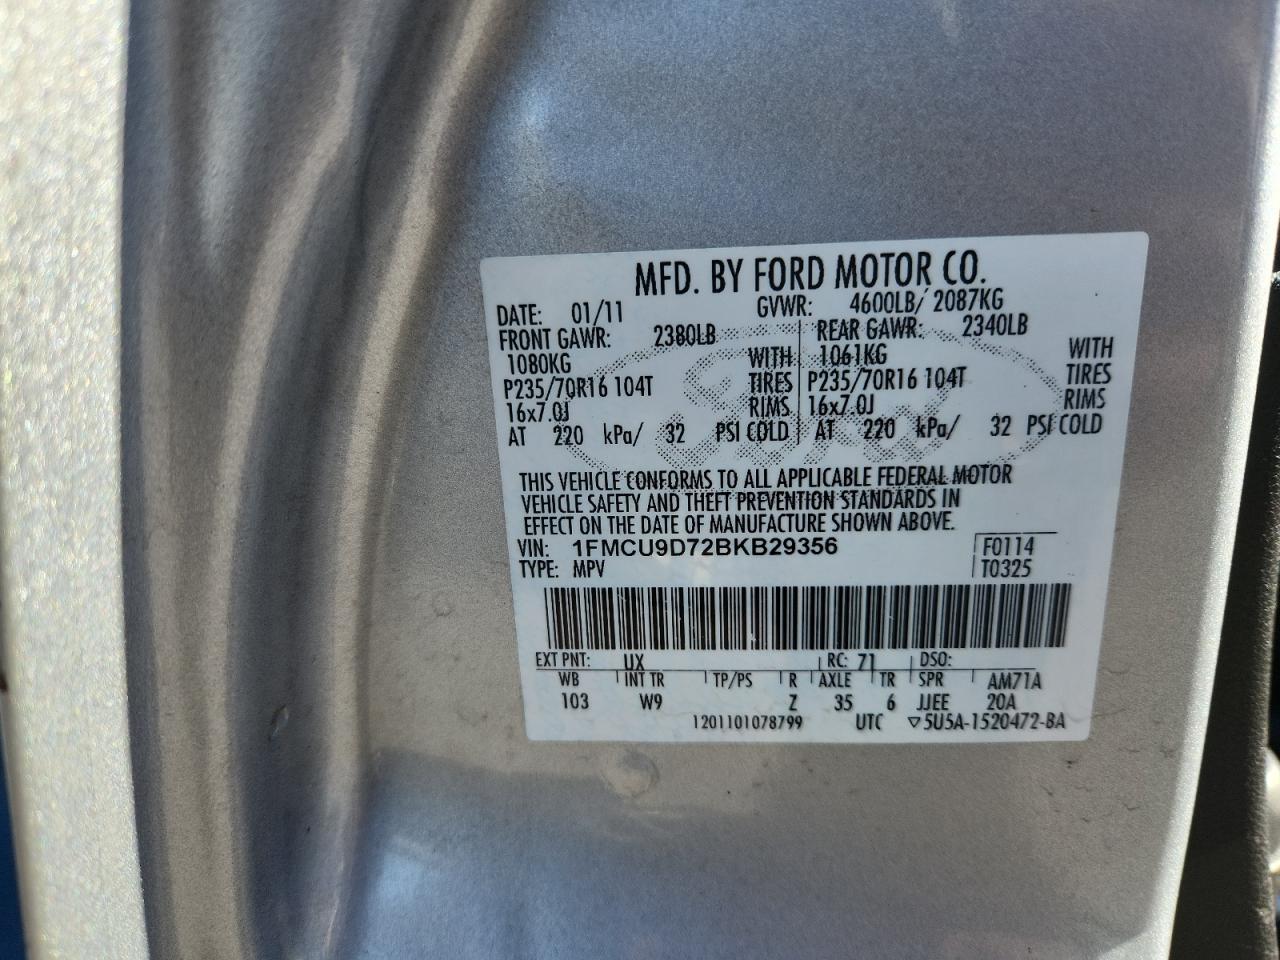 MFD. BY FORD MOTOR CO.
DATE: 01/11 GVWR: 4600LB/ 2087KG
FRONT GAWR: 2380LB REAR GAWR: 2340LB
1080KG WITH 1061KG WITH
P235/70R16 104T TIRES P235/70R16 104T TIRES
16x7.0J RIMS 16x7.0J RIMS
AT 220 kPa/ 32 PSI COLD AT 220 kPa/ 32 PSI COLD
Ford
THIS VEHICLE CONFORMS TO ALL APPLICABLE FEDERAL MOTOR
VEHICLE SAFETY AND THEFT PREVENTION STANDARDS IN
EFFECT ON THE DATE OF MANUFACTURE SHOWN ABOVE.
VIN: 1FMCU9D72BKB29356 F0114
TYPE: MPV T0325
EXT PNT: UX RC: 71 DSO:
WB INT TR TP/PS R AXLE TR SPR AM71A
103 W9 Z 35 6 JJEE 20A
1201101078799 UTC ▽5U5A-1520472-BA